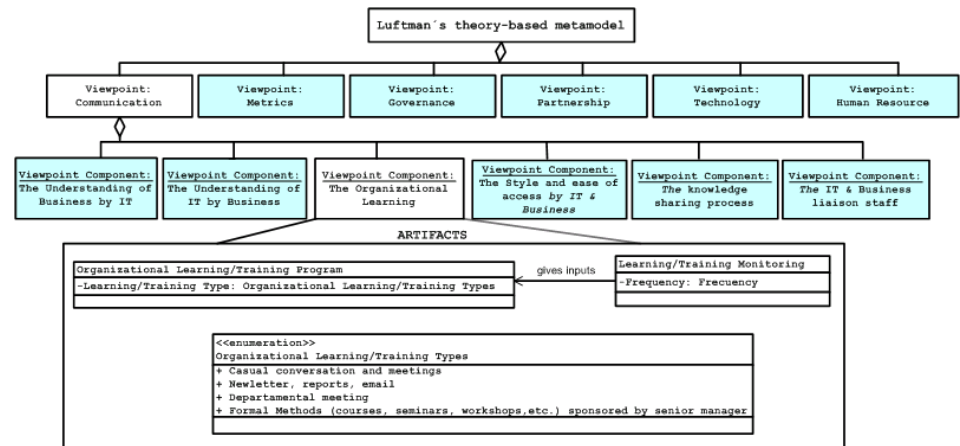 Luftman´s theory-based metamodel
Viewpoint:
Communication
Viewpoint:
Metrics
Viewpoint:
Governance
Viewpoint:
Partnership
Viewpoint:
Technology
Viewpoint:
Human Resource
Viewpoint Component:
The Understanding of
Business by IT
Viewpoint Component:
The Understanding of
IT by Business
Viewpoint Component:
The Organizational
Learning
Viewpoint Component:
The Style and ease of
access by IT &
Business
Viewpoint Component:
The knowledge
sharing process
Viewpoint Component:
The IT & Business
liaison staff
ARTIFACTS
Organizational Learning/Training Program
-Learning/Training Type: Organizational Learning/Training Types
gives inputs
Learning/Training Monitoring
-Frequency: Frecuency
<<enumeration>>
Organizational Learning/Training Types
+ Casual conversation and meetings
+ Newletter, reports, email
+ Departamental meeting
+ Formal Methods (courses, seminars, workshops,etc.) sponsored by senior manager